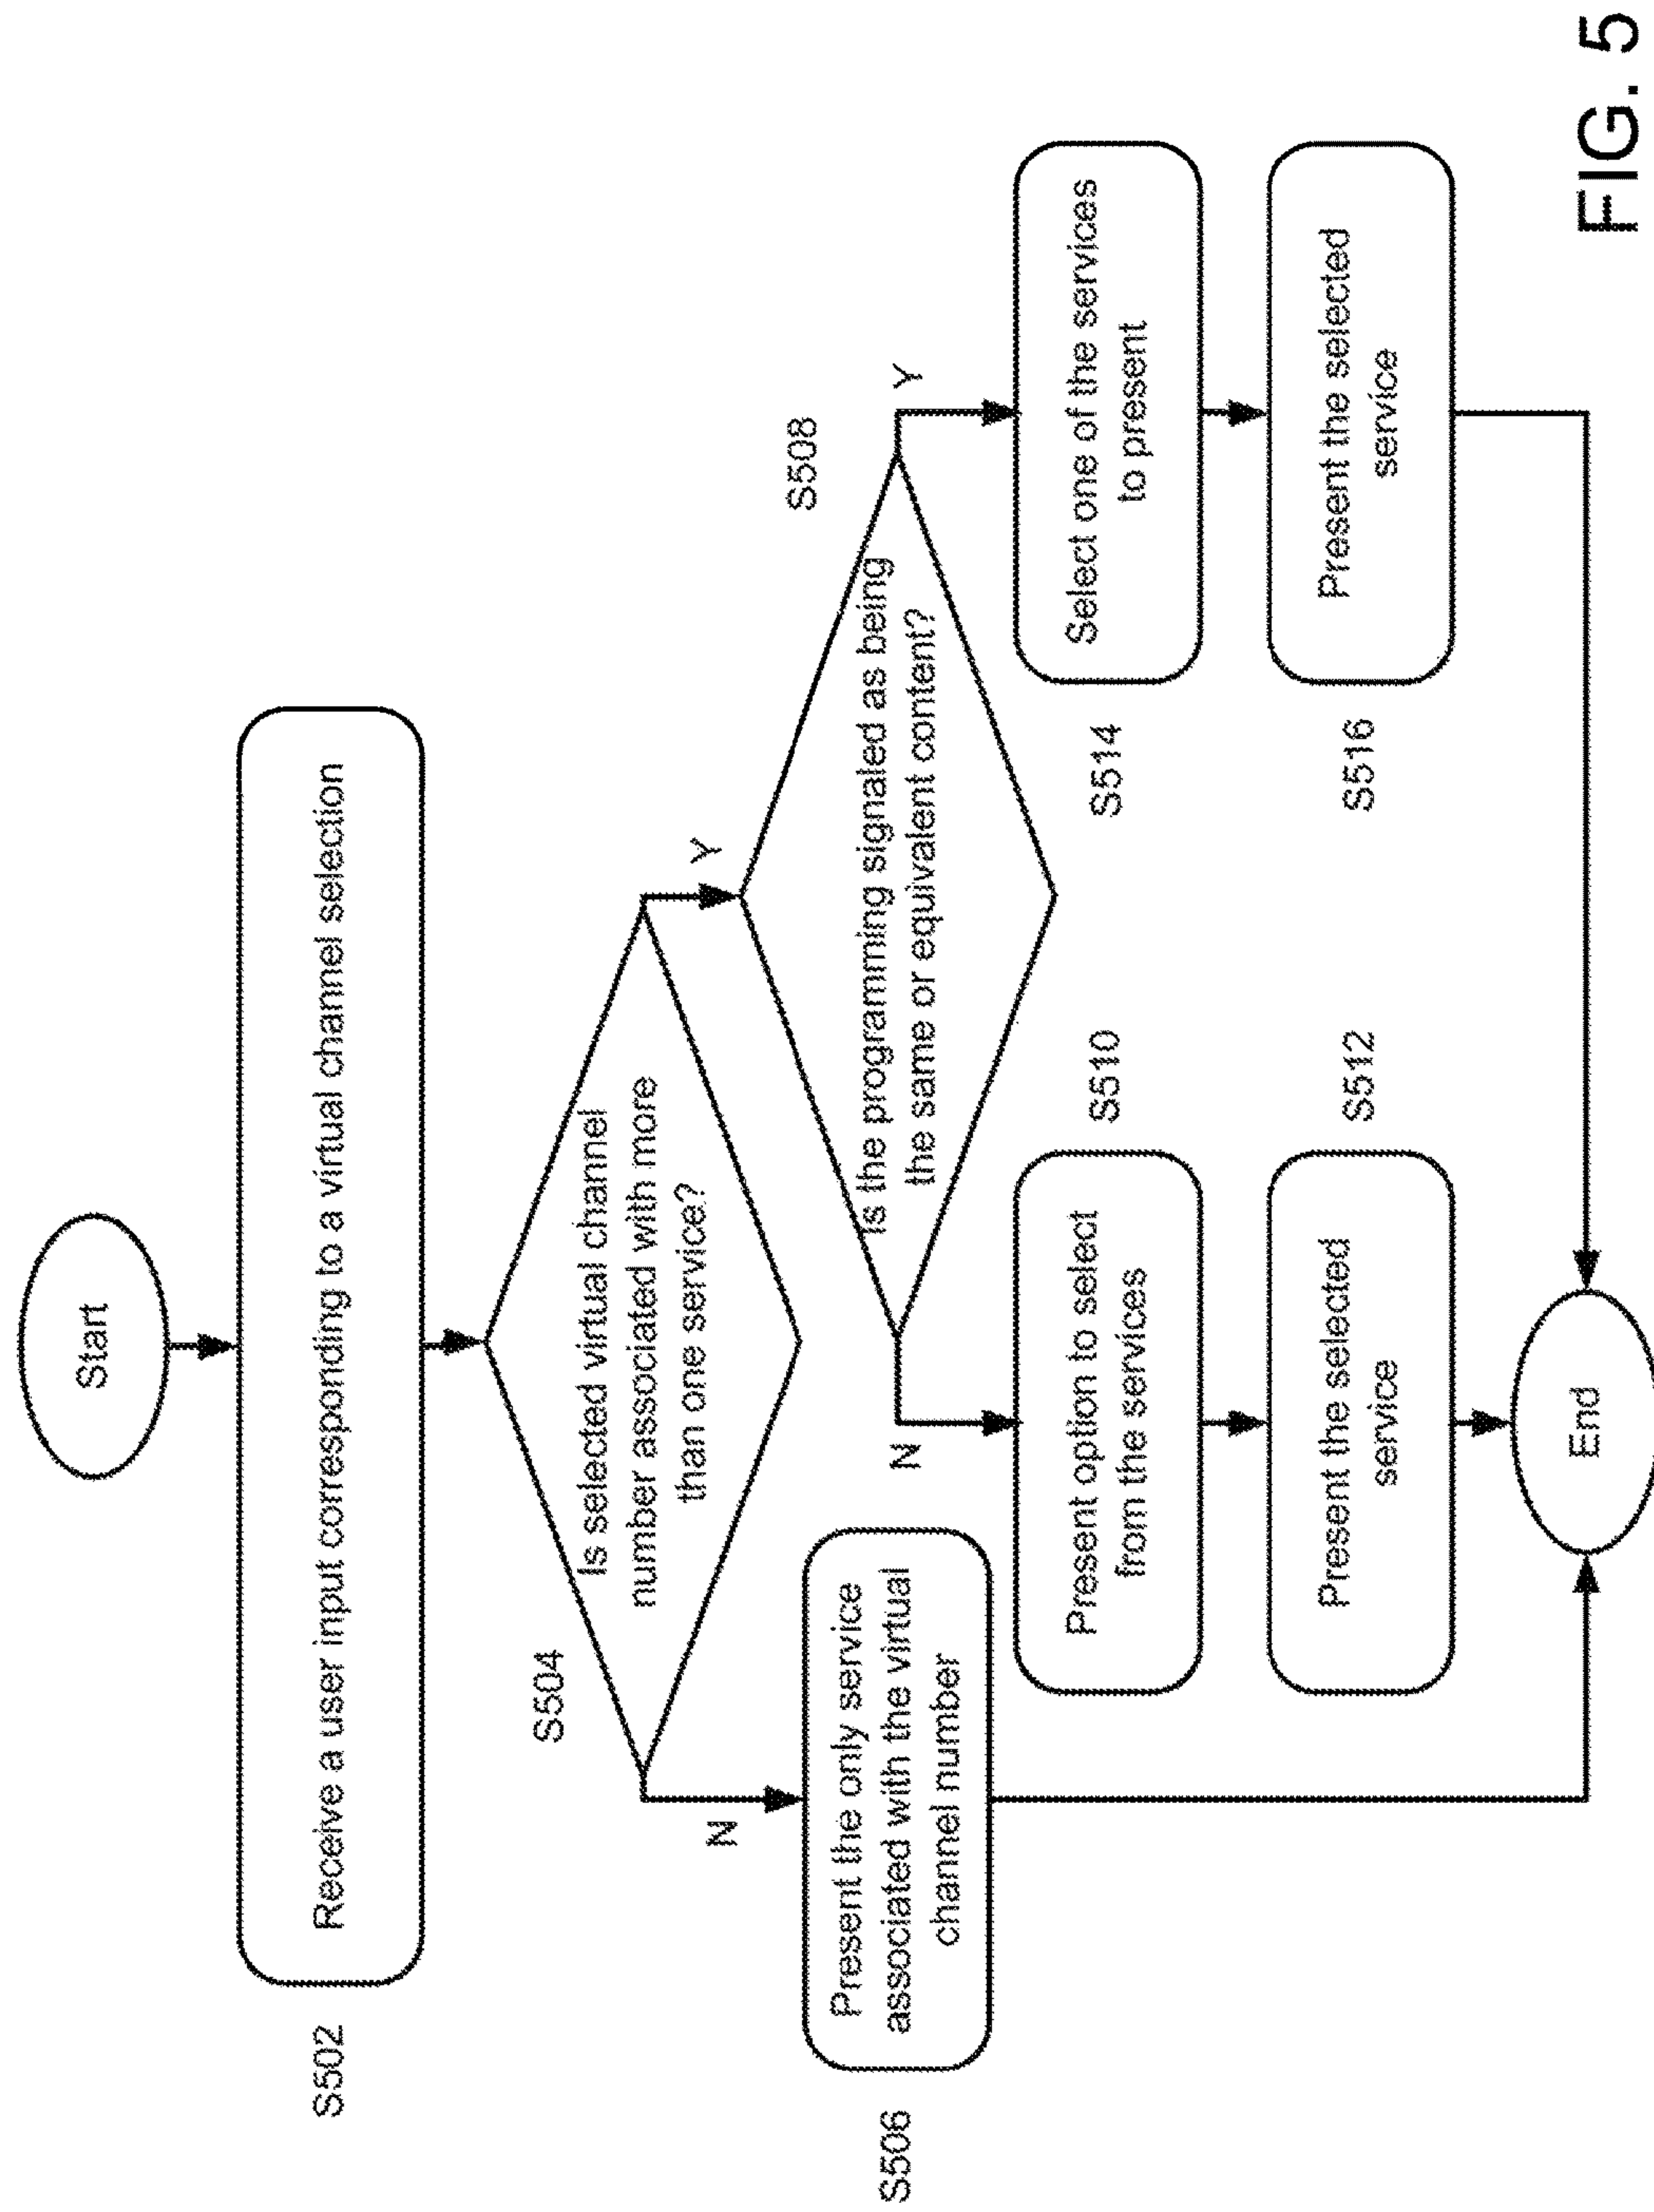 Start
S502
Receive a user input corresponding to a virtual channel selection
S504
Is selected virtual channel
number associated with more
than one service?
N
Y
S506
Present the only service
associated with the virtual
channel number
S508
Is the programming signaled as being
the same or equivalent content?
N
Y
Present option to select
from the services
S510
S514
Select one of the services
to present
Present the selected
service
S512
S516
Present the selected
service
End
FIG. 5